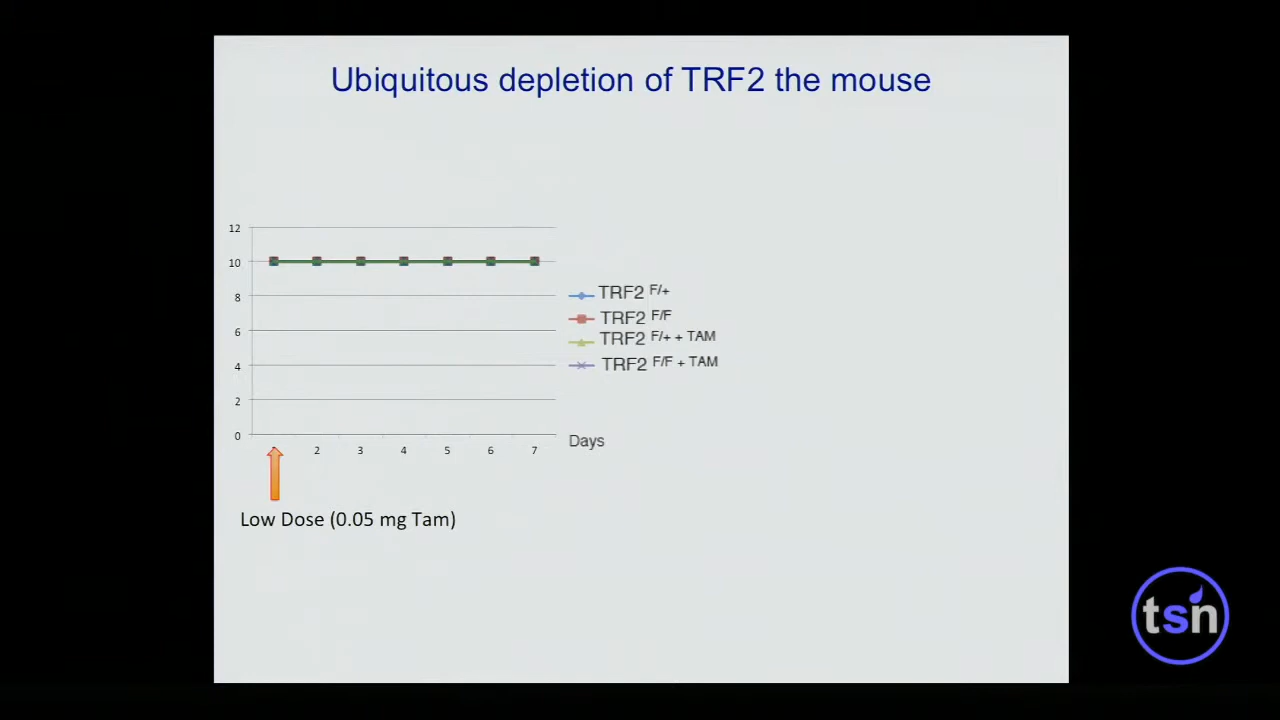 Ubiquitous depletion of TRF2 the mouse
12
10
8
6
4
2
0
2 3 4 5 6 7
Days
TRF2 F/+
TRF2 F/F
TRF2 F/+ + TAM
TRF2 F/F + TAM
Low Dose (0.05 mg Tam)
tsn